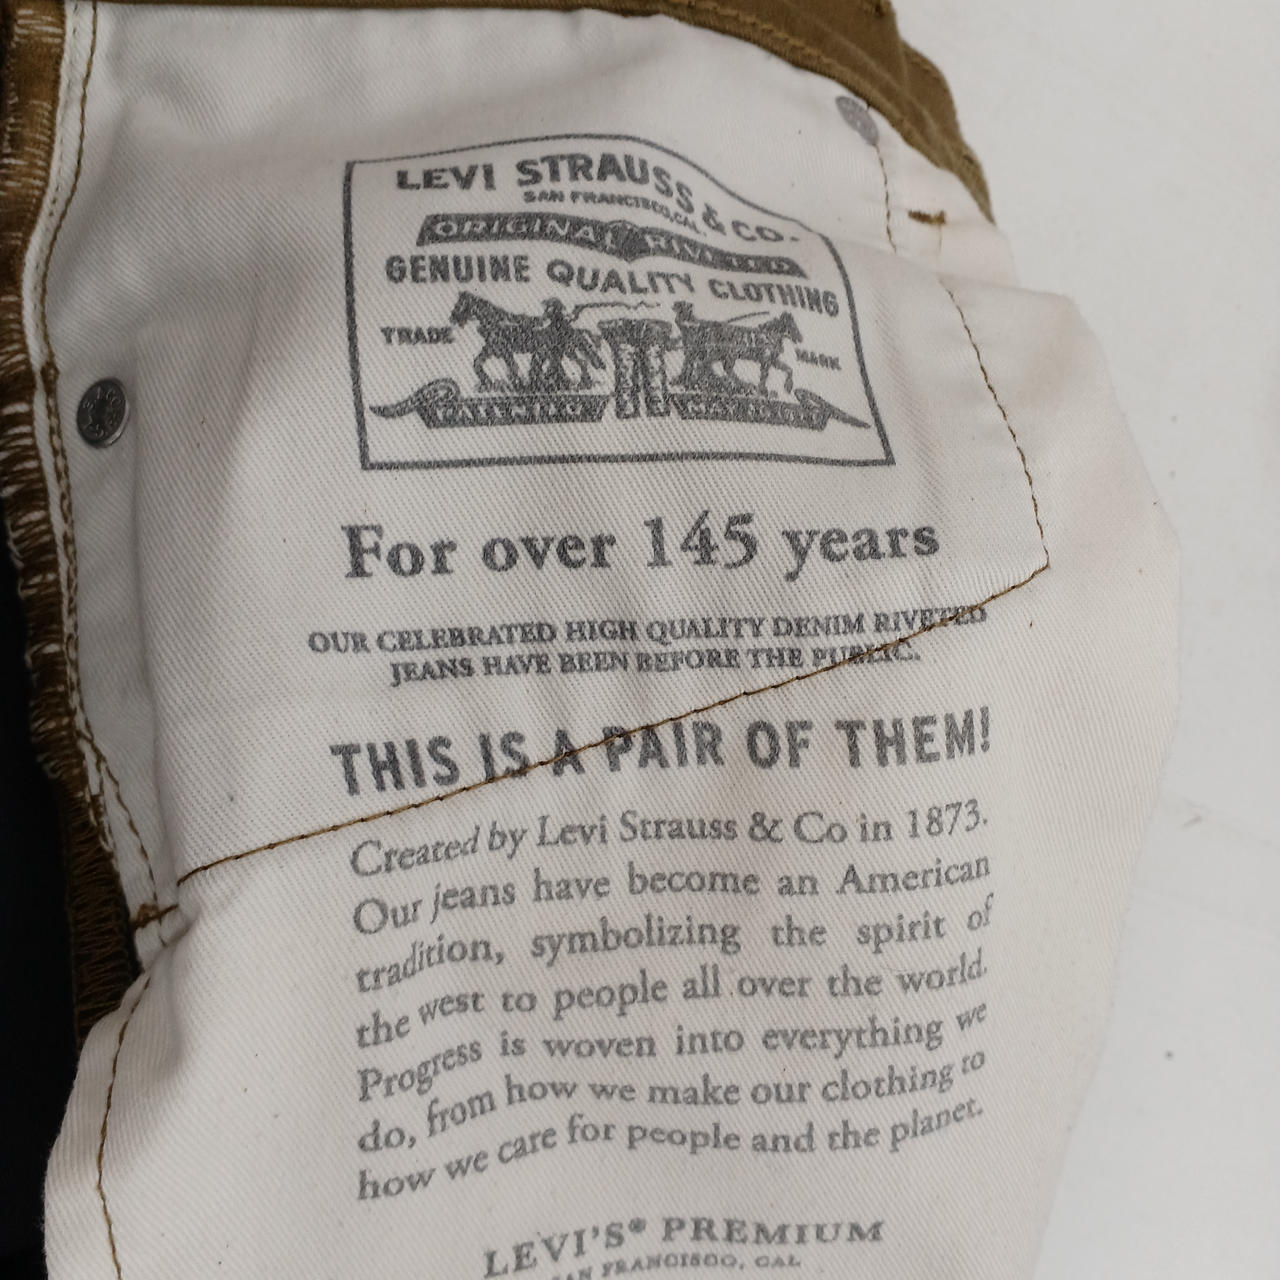 LEVI STRAUSS & CO.
SAN FRANCISCO, CAL.
ORIGINAL RIVETED
GENUINE QUALITY CLOTHING
TRADE MARK
PATENTED MAY 20 1873
For over 145 years
OUR CELEBRATED HIGH QUALITY DENIM RIVETED
JEANS HAVE BEEN BEFORE THE PUBLIC.
THIS IS A PAIR OF THEM!
Created by Levi Strauss & Co in 1873.
Our jeans have become an American
tradition, symbolizing the spirit of
the west to people all over the world.
Progress is woven into everything we
do, from how we make our clothing to
how we care for people and the planet.
LEVI'S® PREMIUM
SAN FRANCISCO, CAL